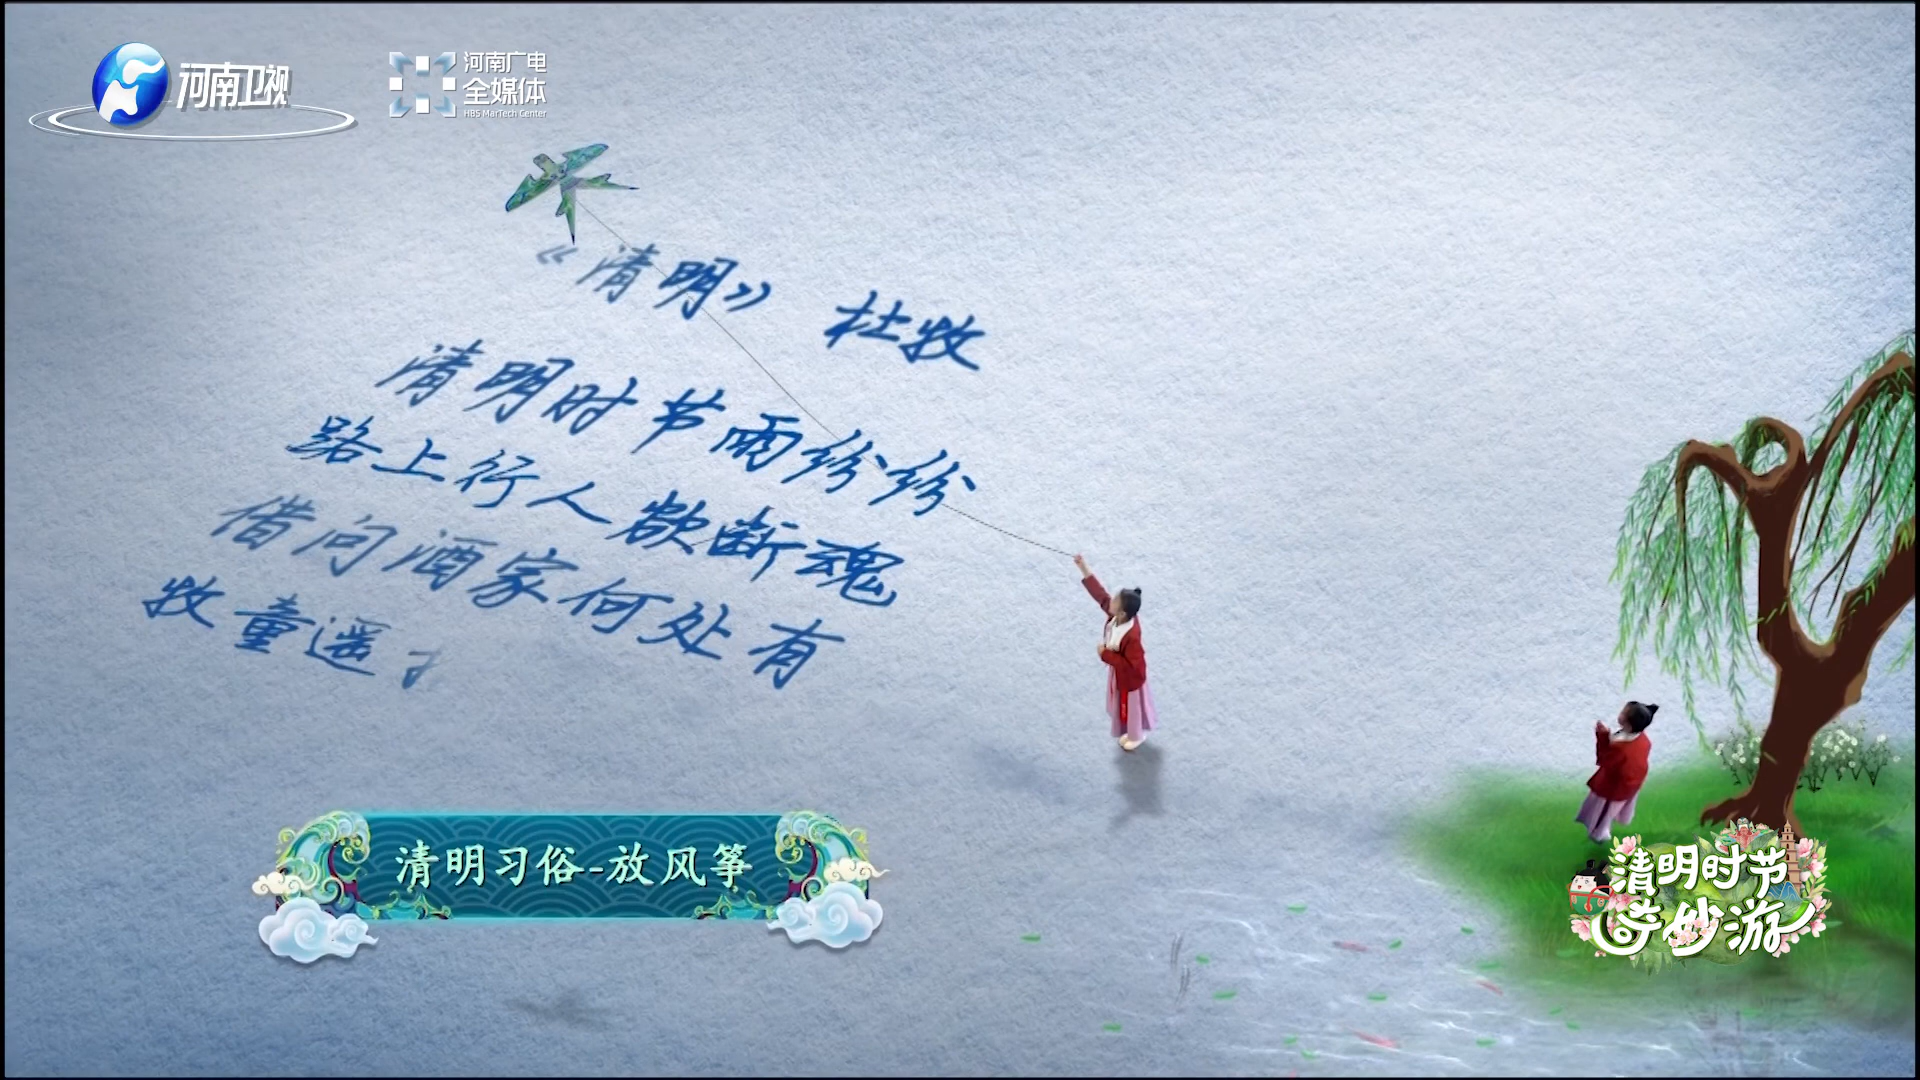 河南卫视
河南广电
全媒体
HBS MarTech Center
《清明》 杜牧
清明时节雨纷纷
路上行人欲断魂
借问酒家何处有
牧童遥
清明习俗-放风筝
清明时节
奇妙游